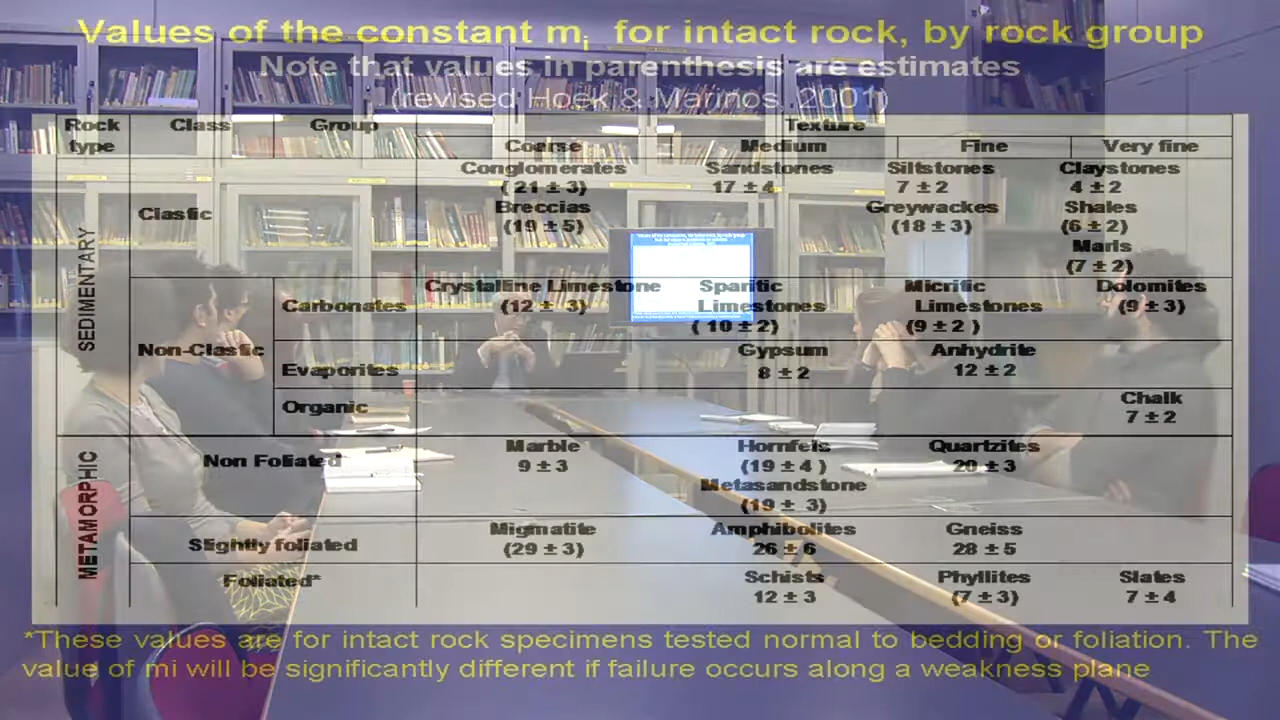 Values of the constant mi for intact rock, by rock group
Note that values in parenthesis are estimates
(revised Hoek & Marinos, 2001)
Rock type Class Group Texture
Coarse Medium Fine Very fine
SEDIMENTARY
Clastic
Conglomerates Sandstones Siltstones Claystones
(21 ± 3) 17 ± 4 7 ± 2 4 ± 2
Breccias Greywackes Shales
(19 ± 5) (18 ± 3) (6 ± 2)
Marls
(7 ± 2)
Non-Clastic
Carbonates
Crystalline Limestone Sparitic Limestones Micritic Limestones Dolomites
(12 ± 3) (10 ± 2) (9 ± 2) (9 ± 3)
Evaporites
Gypsum Anhydrite
8 ± 2 12 ± 2
Organic
Chalk
7 ± 2
METAMORPHIC
Non Foliated
Marble Hornfels Quartzites
9 ± 3 (19 ± 4) 20 ± 3
Metasandstone
(19 ± 3)
Slightly foliated
Migmatite Amphibolites Gneiss
(29 ± 3) 26 ± 6 28 ± 5
Foliated*
Schists Phyllites Slates
12 ± 3 (7 ± 3) 7 ± 4
*These values are for intact rock specimens tested normal to bedding or foliation. The
value of mi will be significantly different if failure occurs along a weakness plane